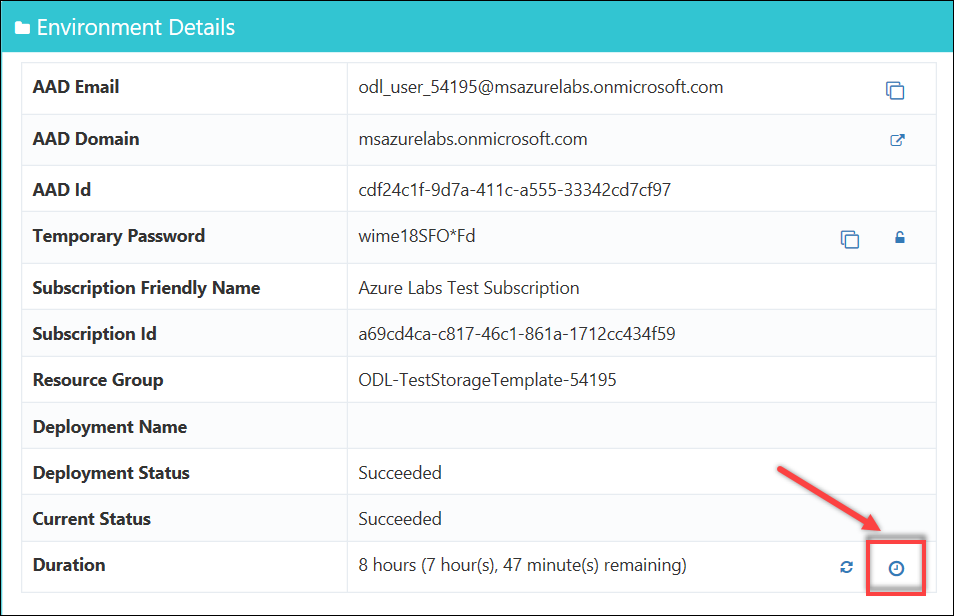 Environment Details
AAD Email odl_user_54195@msazurelabs.onmicrosoft.com
AAD Domain msazurelabs.onmicrosoft.com
AAD Id cdf24c1f-9d7a-411c-a555-33342cd7cf97
Temporary Password wime18SFO*Fd
Subscription Friendly Name Azure Labs Test Subscription
Subscription Id a69cd4ca-c817-46c1-861a-1712cc434f59
Resource Group ODL-TestStorageTemplate-54195
Deployment Name
Deployment Status Succeeded
Current Status Succeeded
Duration 8 hours (7 hour(s), 47 minute(s) remaining)